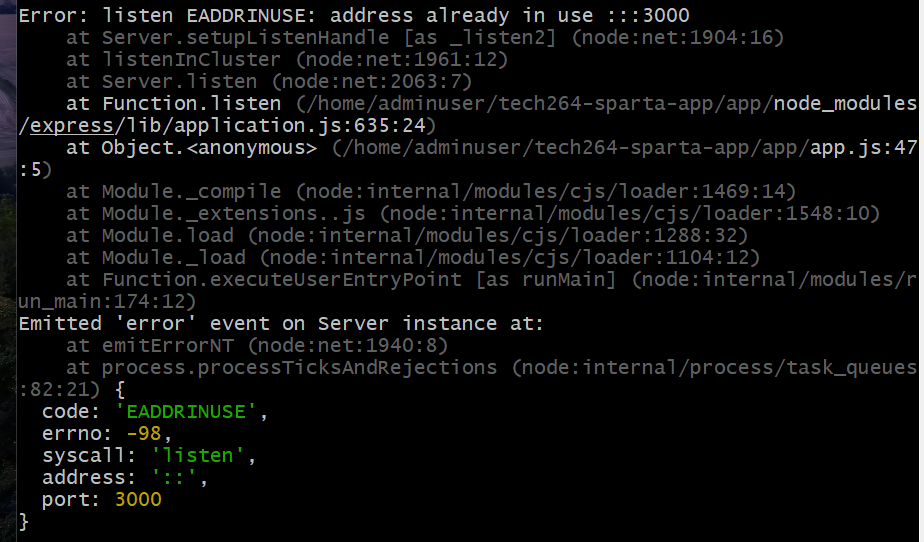 Error: listen EADDRINUSE: address already in use :::3000
    at Server.setupListenHandle [as _listen2] (node:net:1904:16)
    at listenInCluster (node:net:1961:12)
    at Server.listen (node:net:2063:7)
    at Function.listen (/home/adminuser/tech264-sparta-app/app/node_modules
/express/lib/application.js:635:24)
    at Object.<anonymous> (/home/adminuser/tech264-sparta-app/app/app.js:47
:5)
    at Module._compile (node:internal/modules/cjs/loader:1469:14)
    at Module._extensions..js (node:internal/modules/cjs/loader:1548:10)
    at Module.load (node:internal/modules/cjs/loader:1288:32)
    at Module._load (node:internal/modules/cjs/loader:1104:12)
    at Function.executeUserEntryPoint [as runMain] (node:internal/modules/r
un_main:174:12)
Emitted 'error' event on Server instance at:
    at emitErrorNT (node:net:1940:8)
    at process.processTicksAndRejections (node:internal/process/task_queues
:82:21) {
  code: 'EADDRINUSE',
  errno: -98,
  syscall: 'listen',
  address: '::',
  port: 3000
}